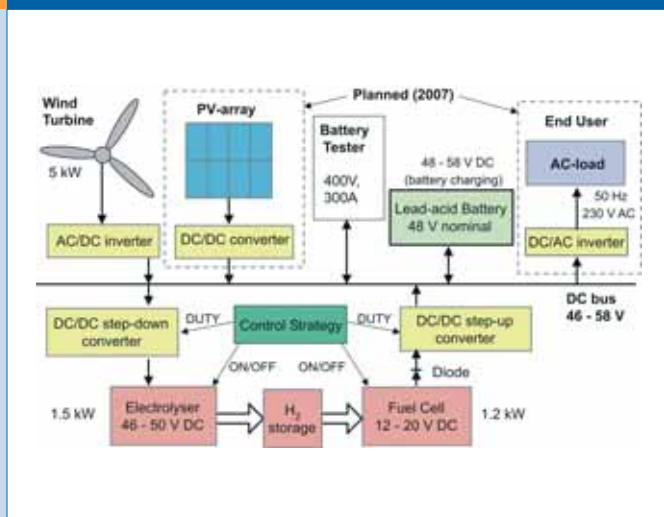 Planned (2007)
Wind
Turbine
5 kW
PV-array
Battery
Tester
400V,
300A
48 - 58 V DC
(battery charging)
Lead-acid Battery
48 V nominal
End User
AC-load
50 Hz
230 V AC
AC/DC inverter
DC/DC converter
DC/AC inverter
DC bus
46 - 58 V
DC/DC step-down
converter
DUTY
Control Strategy
DUTY
DC/DC step-up
converter
ON/OFF
ON/OFF
Diode
1.5 kW
Electrolyser
46 - 50 V DC
H2
storage
Fuel Cell
12 - 20 V DC
1.2 kW